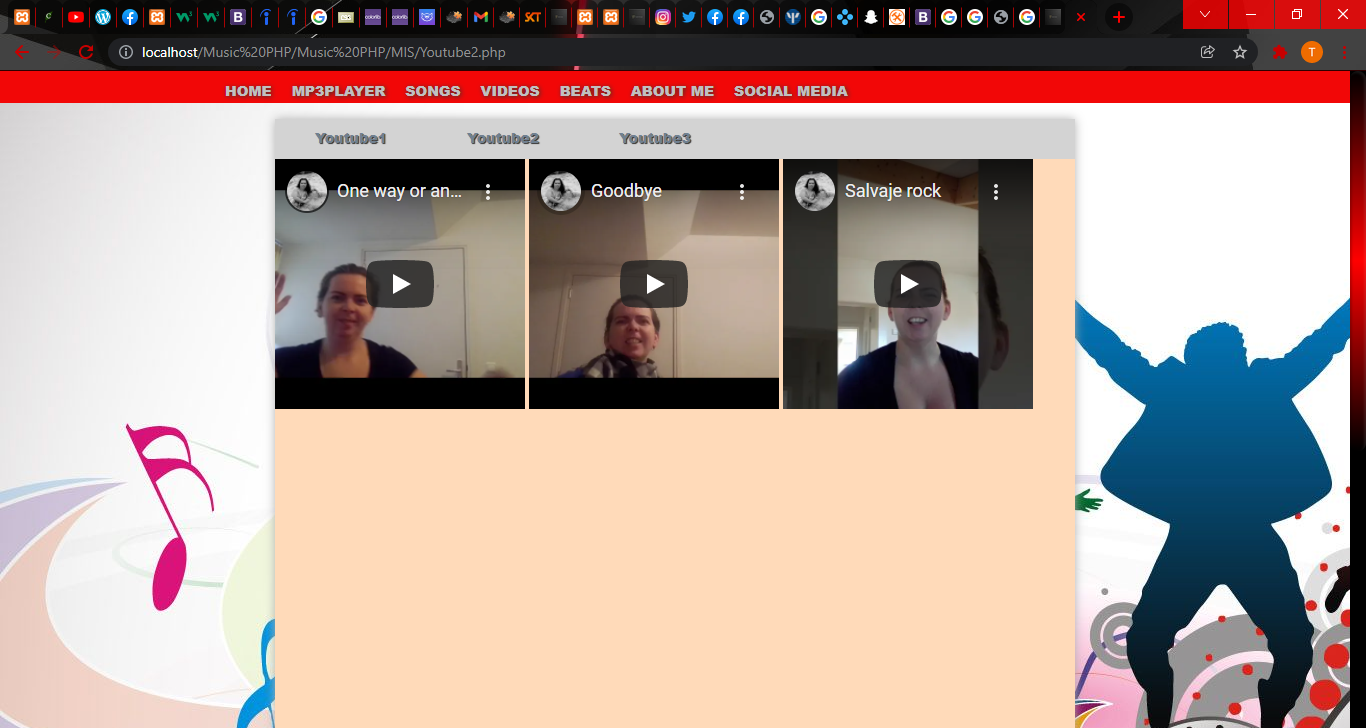 localhost/Music%20PHP/Music%20PHP/MIS/Youtube2.php
T
HOME MP3PLAYER SONGS VIDEOS BEATS ABOUT ME SOCIAL MEDIA
Youtube1 Youtube2 Youtube3
One way or an... Goodbye Salvaje rock